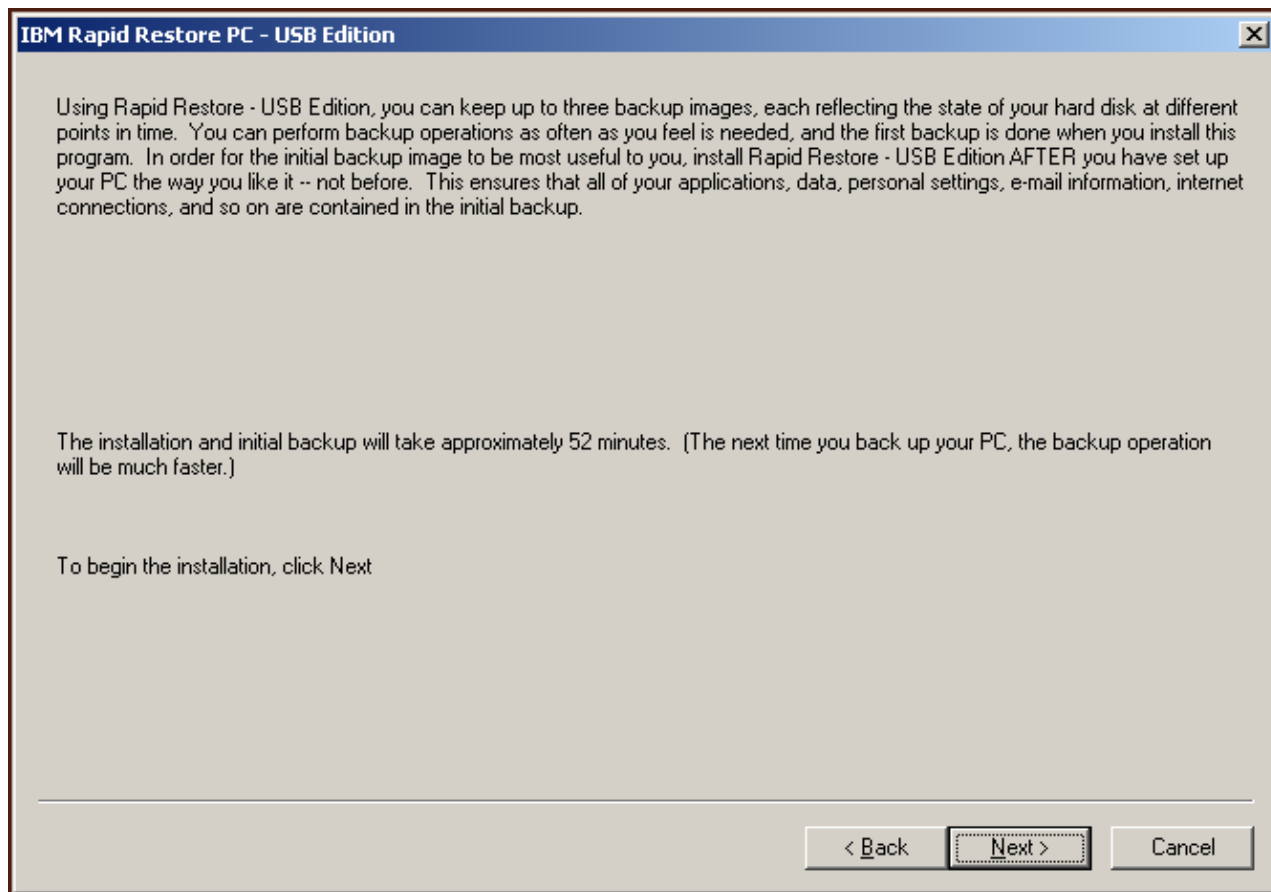 IBM Rapid Restore PC - USB Edition
Using Rapid Restore - USB Edition, you can keep up to three backup images, each reflecting the state of your hard disk at different
points in time.  You can perform backup operations as often as you feel is needed, and the first backup is done when you install this
program.  In order for the initial backup image to be most useful to you, install Rapid Restore - USB Edition AFTER you have set up
your PC the way you like it -- not before.  This ensures that all of your applications, data, personal settings, e-mail information, internet
connections, and so on are contained in the initial backup.
The installation and initial backup will take approximately 52 minutes.  (The next time you back up your PC, the backup operation
will be much faster.)
To begin the installation, click Next
< Back Next > Cancel